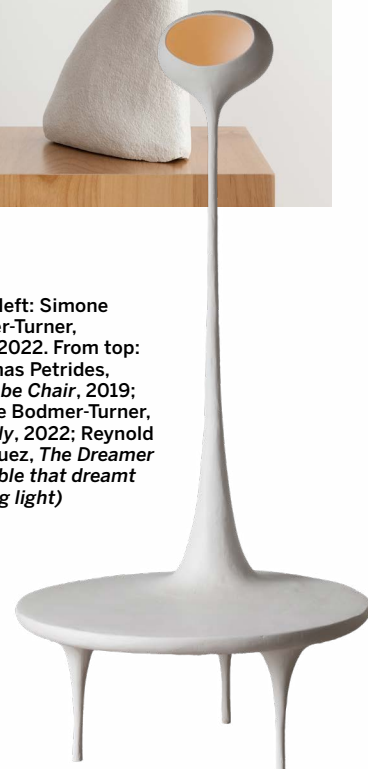 left: Simone
er-Turner,
2022. From top:
nas Petrides,
be Chair, 2019;
e Bodmer-Turner,
ly, 2022; Reynold
uez, The Dreamer
ble that dreamt
g light)